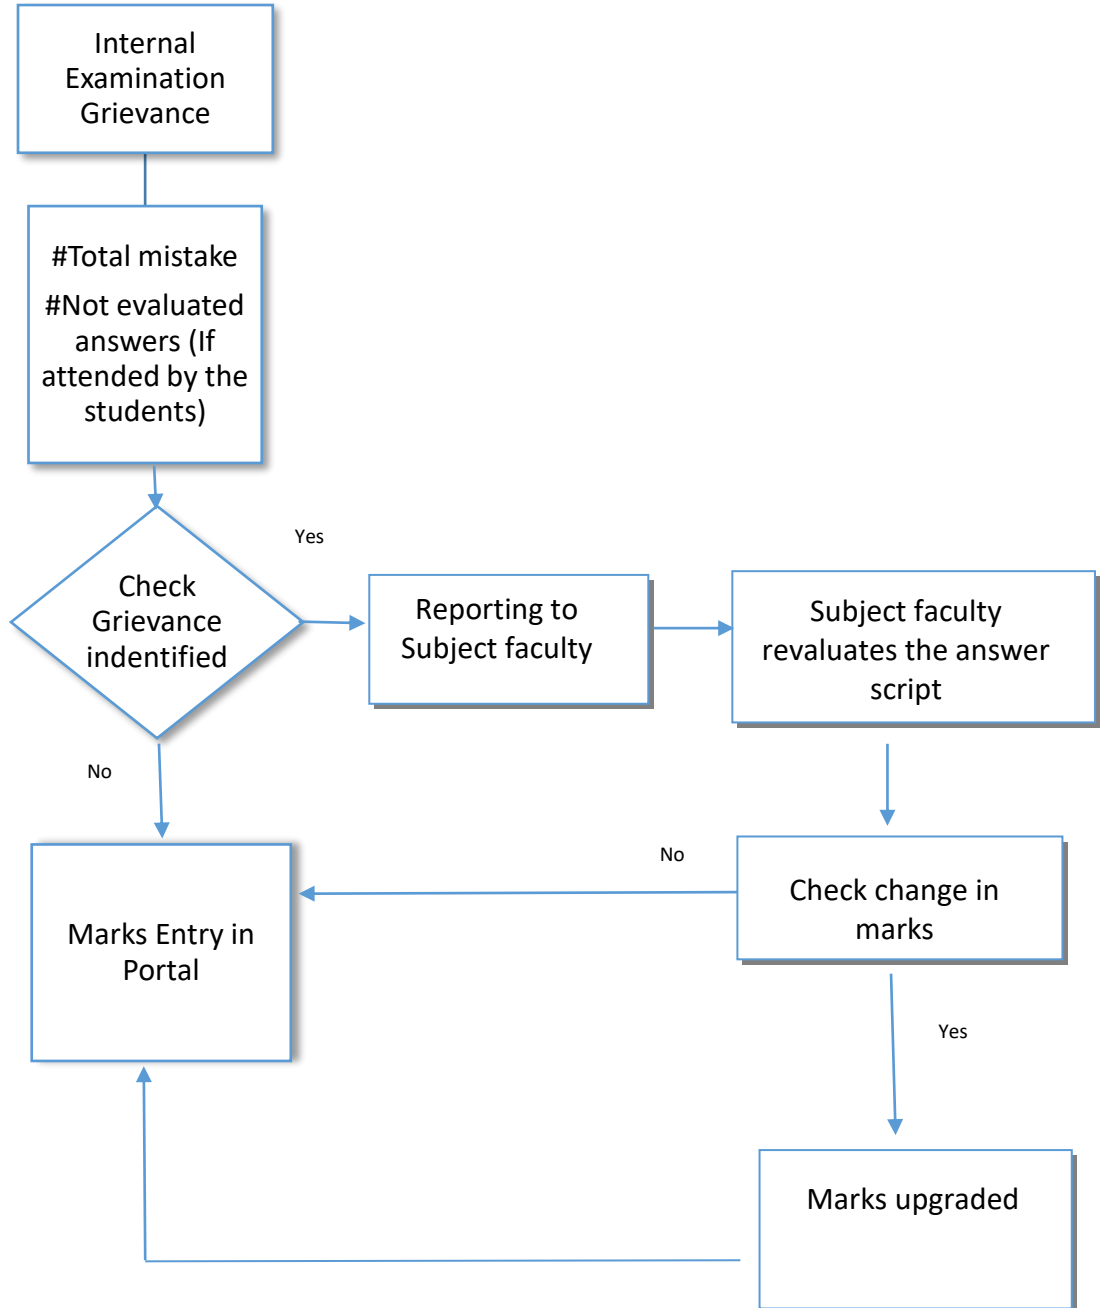 Internal
Examination
Grievance
#Total mistake
#Not evaluated
answers (If
attended by the
students)
Yes
Check
Grievance
indentified
Reporting to
Subject faculty
Subject faculty
revaluates the answer
script
No
No
Check change in
marks
Marks Entry in
Portal
Yes
Marks upgraded